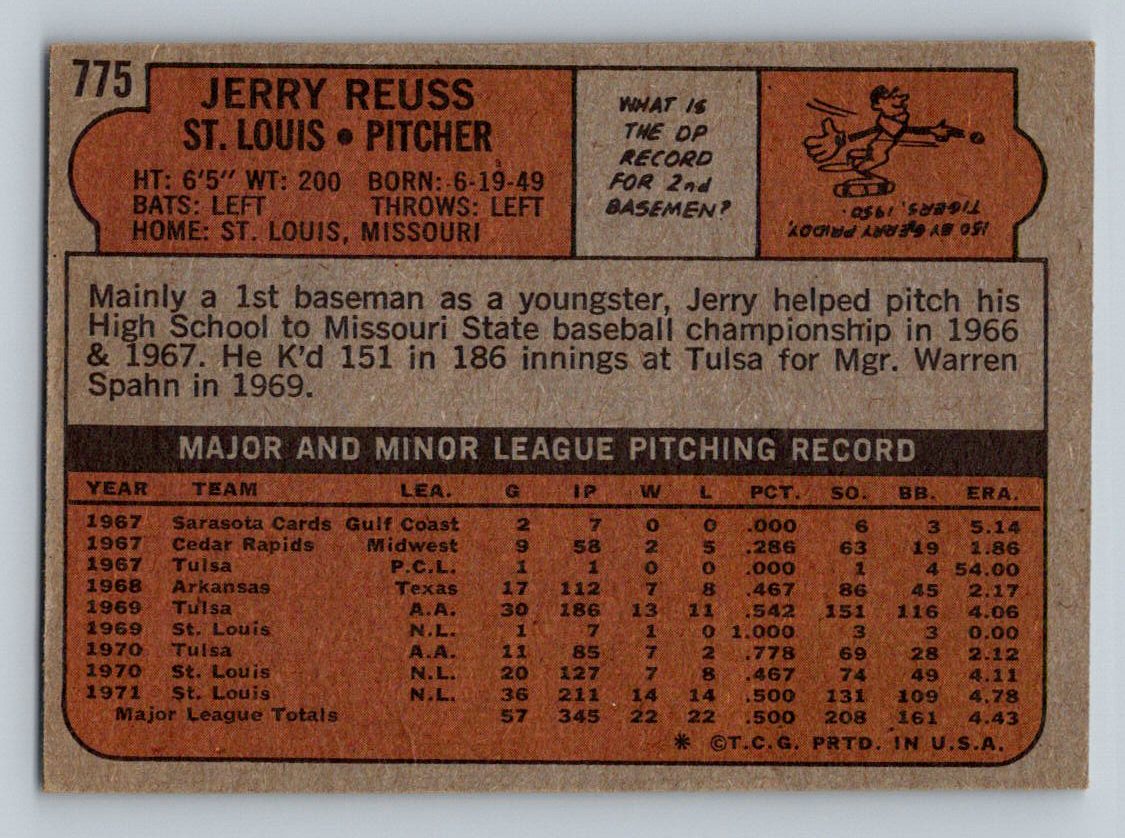 775
JERRY REUSS
ST. LOUIS • PITCHER
HT: 6'5" WT: 200 BORN: 6-19-49
BATS: LEFT THROWS: LEFT
HOME: ST. LOUIS, MISSOURI
WHAT IS
THE DP
RECORD
FOR 2nd
BASEMEN?
150 BY GERRY PRIDDY,
TIGERS, 1950.
Mainly a 1st baseman as a youngster, Jerry helped pitch his
High School to Missouri State baseball championship in 1966
& 1967. He K'd 151 in 186 innings at Tulsa for Mgr. Warren
Spahn in 1969.
MAJOR AND MINOR LEAGUE PITCHING RECORD
YEAR TEAM LEA. G IP W L PCT. SO. BB. ERA.
1967 Sarasota Cards Gulf Coast 2 7 0 0 .000 6 3 5.14
1967 Cedar Rapids Midwest 9 58 2 5 .286 63 19 1.86
1967 Tulsa P.C.L. 1 1 0 0 .000 1 4 54.00
1968 Arkansas Texas 17 112 7 8 .467 86 45 2.17
1969 Tulsa A.A. 30 186 13 11 .542 151 116 4.06
1969 St. Louis N.L. 1 7 1 0 1.000 3 3 0.00
1970 Tulsa A.A. 11 85 7 2 .778 69 28 2.12
1970 St. Louis N.L. 20 127 7 8 .467 74 49 4.11
1971 St. Louis N.L. 36 211 14 14 .500 131 109 4.78
Major League Totals 57 345 22 22 .500 208 161 4.43
* ©T.C.G. PRTD. IN U.S.A.